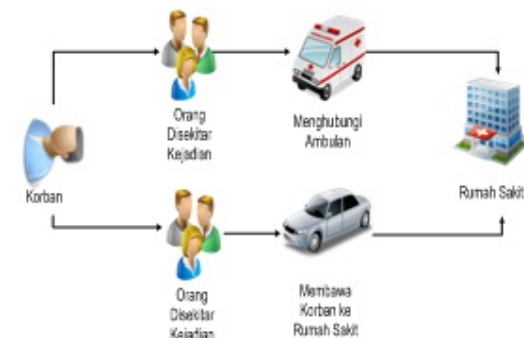 Orang
Disekitar
Kejadian
Menghubungi
Ambulan
Korban
Rumah Sakit
Orang
Disekitar
Kejadian
Membawa
Korban ke
Rumah Sakit